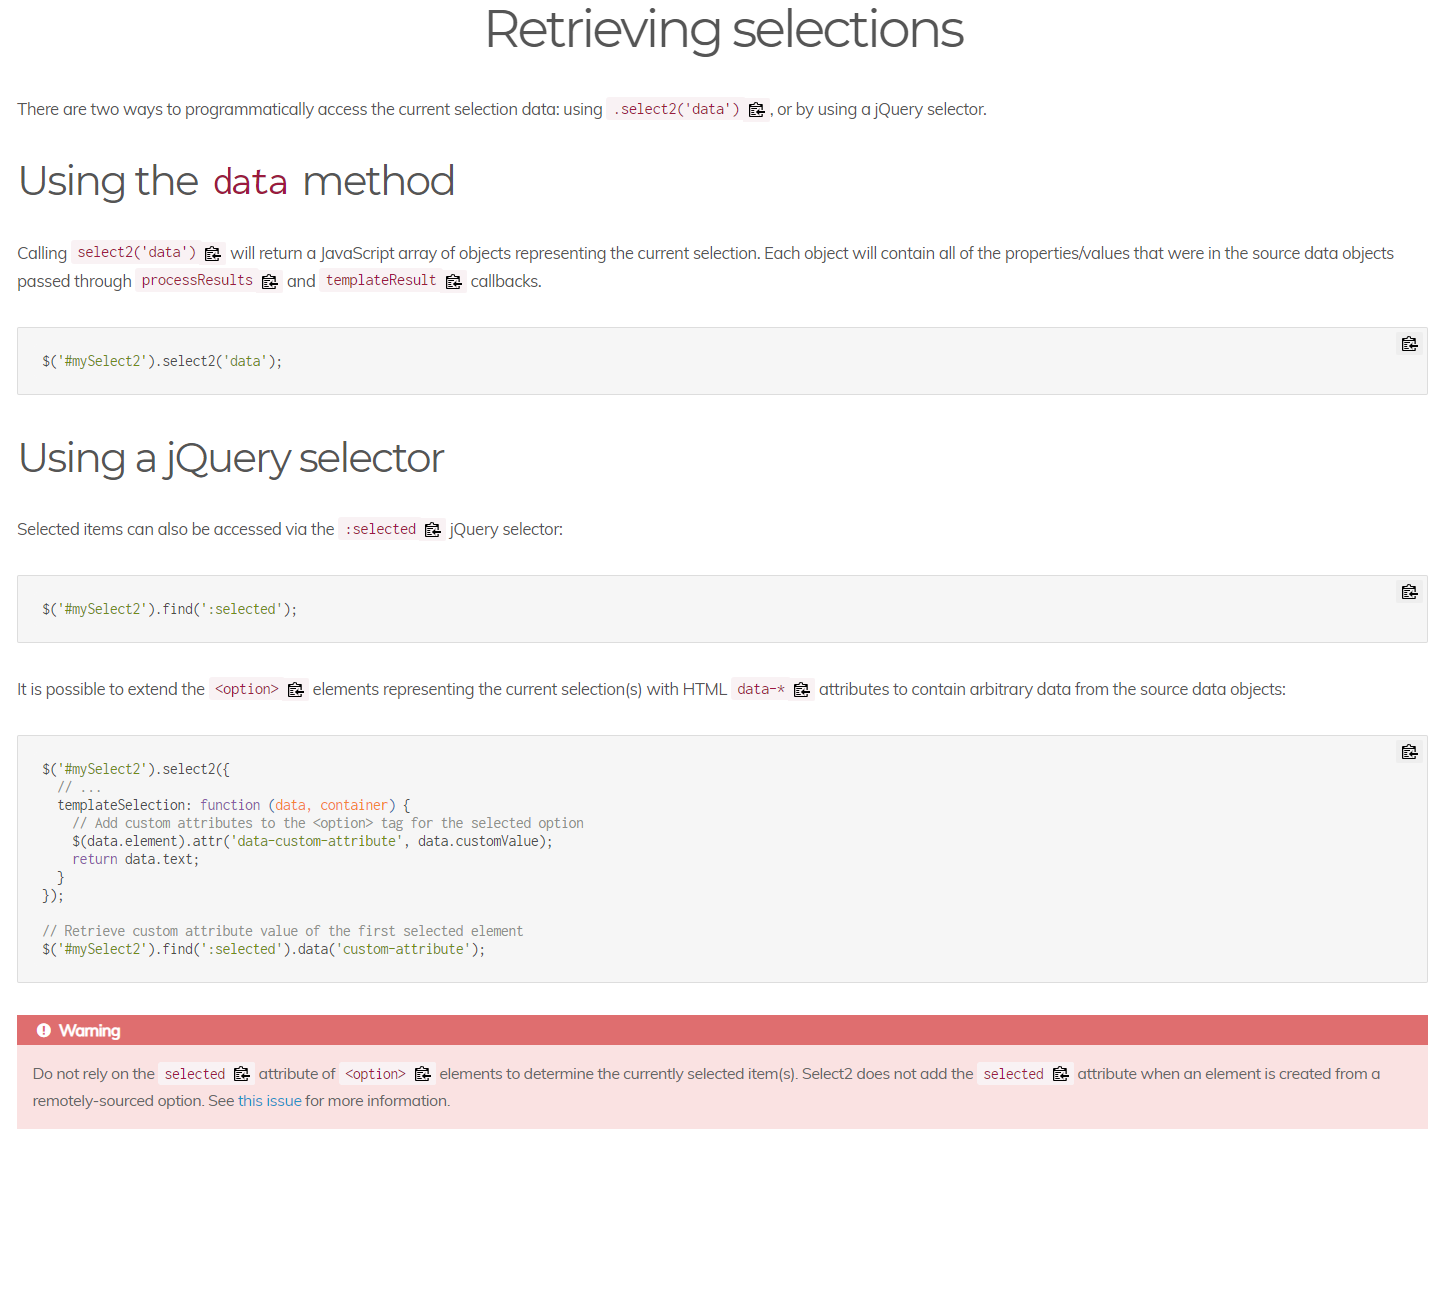 Retrieving selections
There are two ways to programmatically access the current selection data: using .select2('data') , or by using a jQuery selector.
Using the data method
Calling select2('data') will return a JavaScript array of objects representing the current selection. Each object will contain all of the properties/values that were in the source data objects
passed through processResults and templateResult callbacks.
$('#mySelect2').select2('data');
Using a jQuery selector
Selected items can also be accessed via the :selected jQuery selector:
$('#mySelect2').find(':selected');
It is possible to extend the <option> elements representing the current selection(s) with HTML data-* attributes to contain arbitrary data from the source data objects:
$('#mySelect2').select2({
  // ...
  templateSelection: function (data, container) {
    // Add custom attributes to the <option> tag for the selected option
    $(data.element).attr('data-custom-attribute', data.customValue);
    return data.text;
  }
});
// Retrieve custom attribute value of the first selected element
$('#mySelect2').find(':selected').data('custom-attribute');
Warning
Do not rely on the selected attribute of <option> elements to determine the currently selected item(s). Select2 does not add the selected attribute when an element is created from a
remotely-sourced option. See this issue for more information.